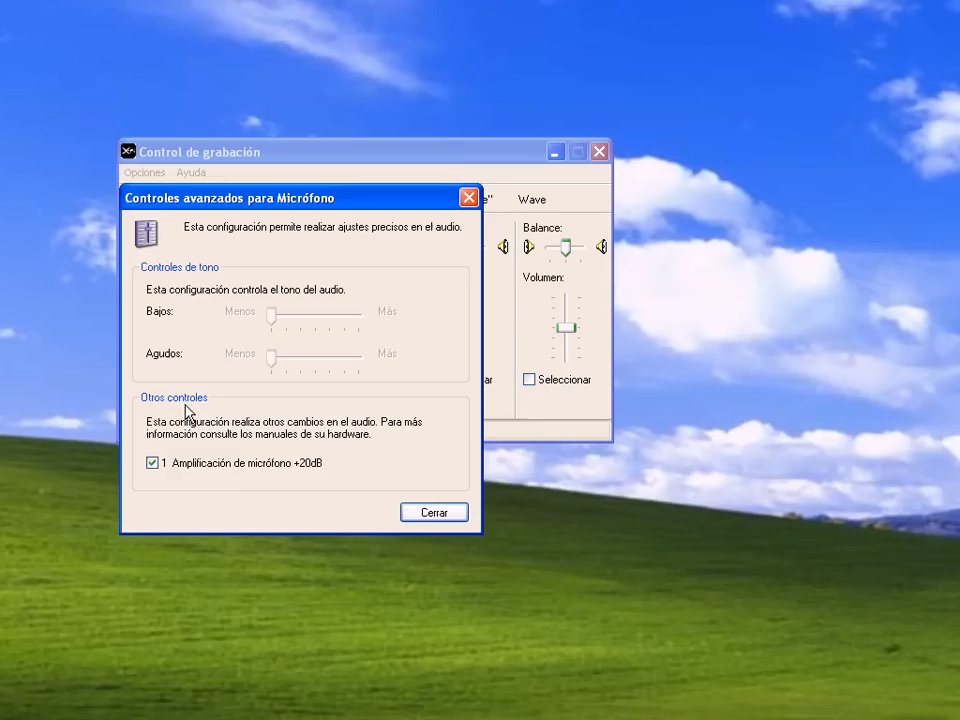 Control de grabación
Opciones Ayuda
Controles avanzados para Micrófono
Wave
Esta configuración permite realizar ajustes precisos en el audio.
Balance:
Controles de tono
Volumen:
Esta configuración controla el tono del audio.
Bajos: Menos Más
Agudos: Menos Más
Seleccionar
Otros controles
Esta configuración realiza otros cambios en el audio. Para más
información consulte los manuales de su hardware.
1 Amplificación de micrófono +20dB
Cerrar